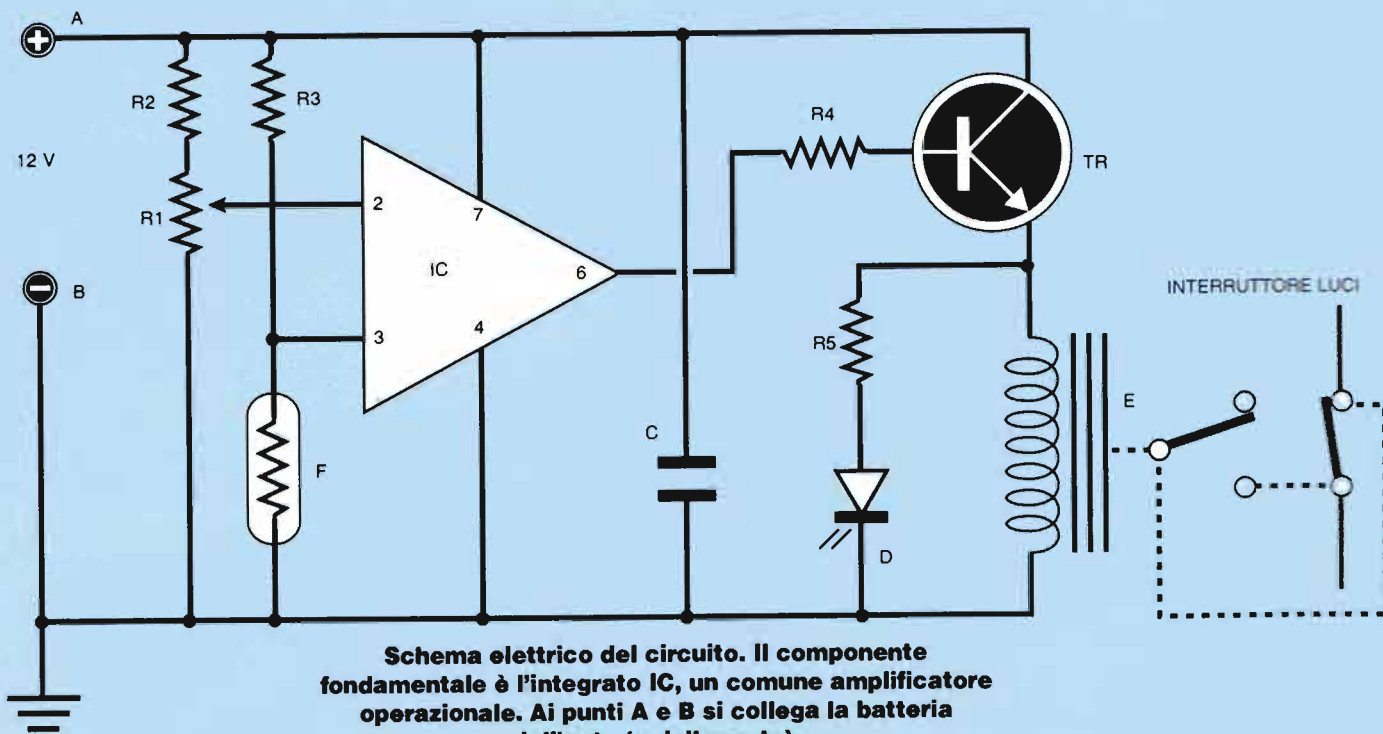 A
R2
R3
12 V
R1
2
7
IC
6
3
4
B
F
R4
TR
R5
C
D
E
INTERRUTTORE LUCI
Schema elettrico del circuito. Il componente
fondamentale è l'integrato IC, un comune amplificatore
operazionale. Ai punti A e B si collega la batteria